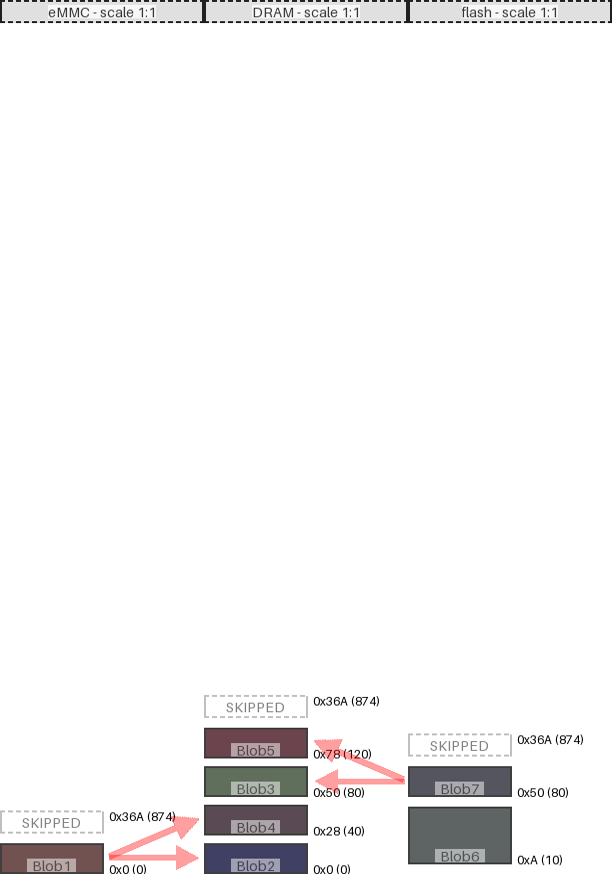 eMMC - scale 1:1
DRAM - scale 1:1
flash - scale 1:1
SKIPPED
0x36A (874)
SKIPPED
0x36A (874)
Blob5
0x78 (120)
Blob3
0x50 (80)
Blob7
0x50 (80)
SKIPPED
0x36A (874)
Blob4
0x28 (40)
Blob6
0xA (10)
Blob1
0x0 (0)
Blob2
0x0 (0)